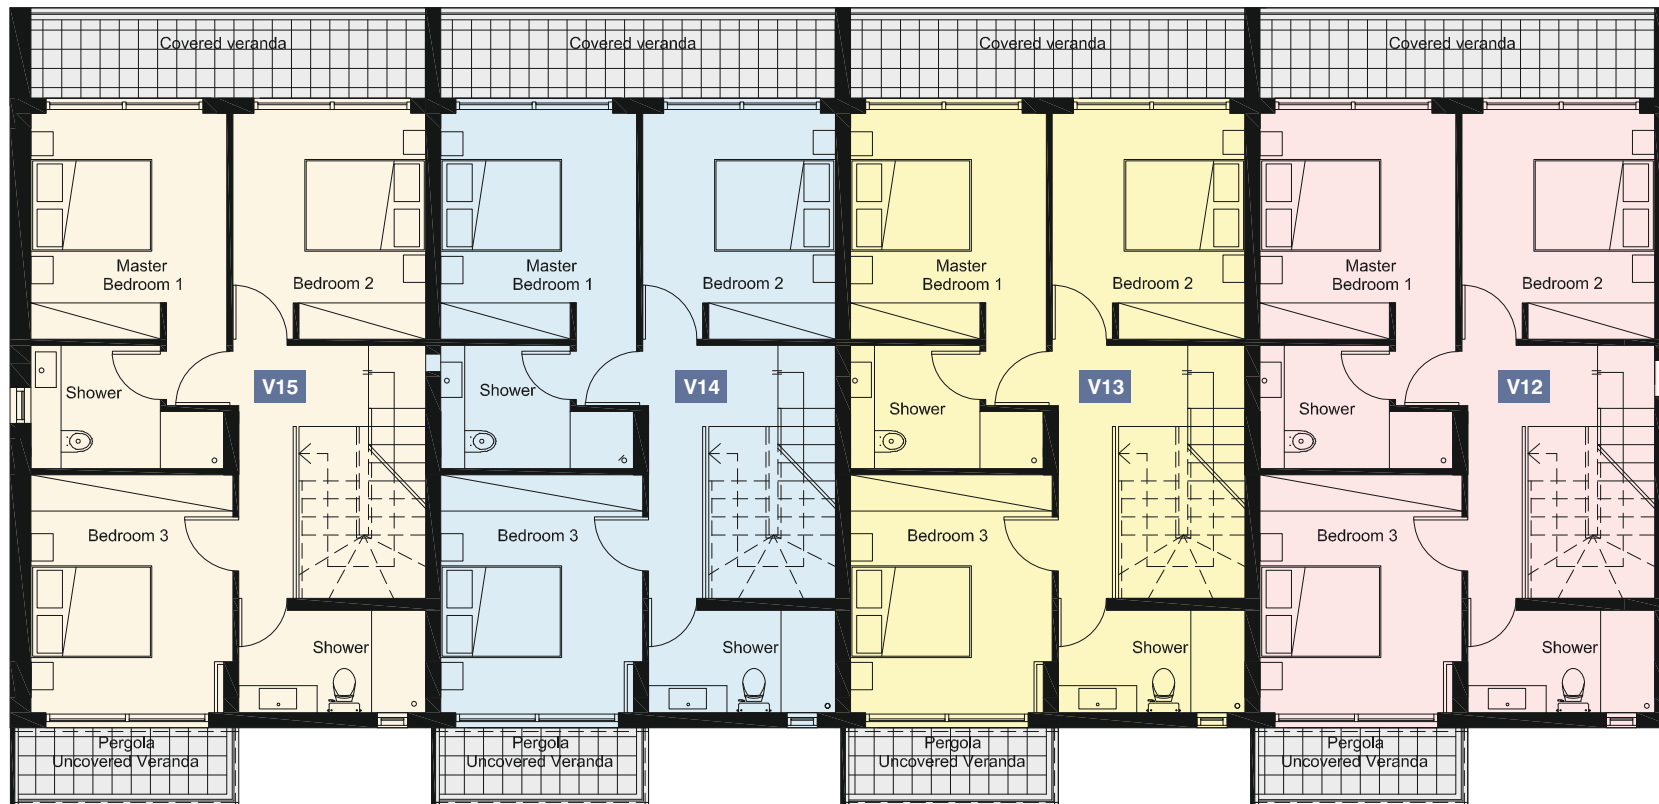 Covered veranda
Covered veranda
Covered veranda
Covered veranda
Master
Bedroom 1
Bedroom 2
Master
Bedroom 1
Bedroom 2
Master
Bedroom 1
Bedroom 2
Master
Bedroom 1
Bedroom 2
Shower
V15
Shower
V14
Shower
V13
Shower
V12
Bedroom 3
Bedroom 3
Bedroom 3
Bedroom 3
Shower
Shower
Shower
Shower
Pergola
Uncovered Veranda
Pergola
Uncovered Veranda
Pergola
Uncovered Veranda
Pergola
Uncovered Veranda